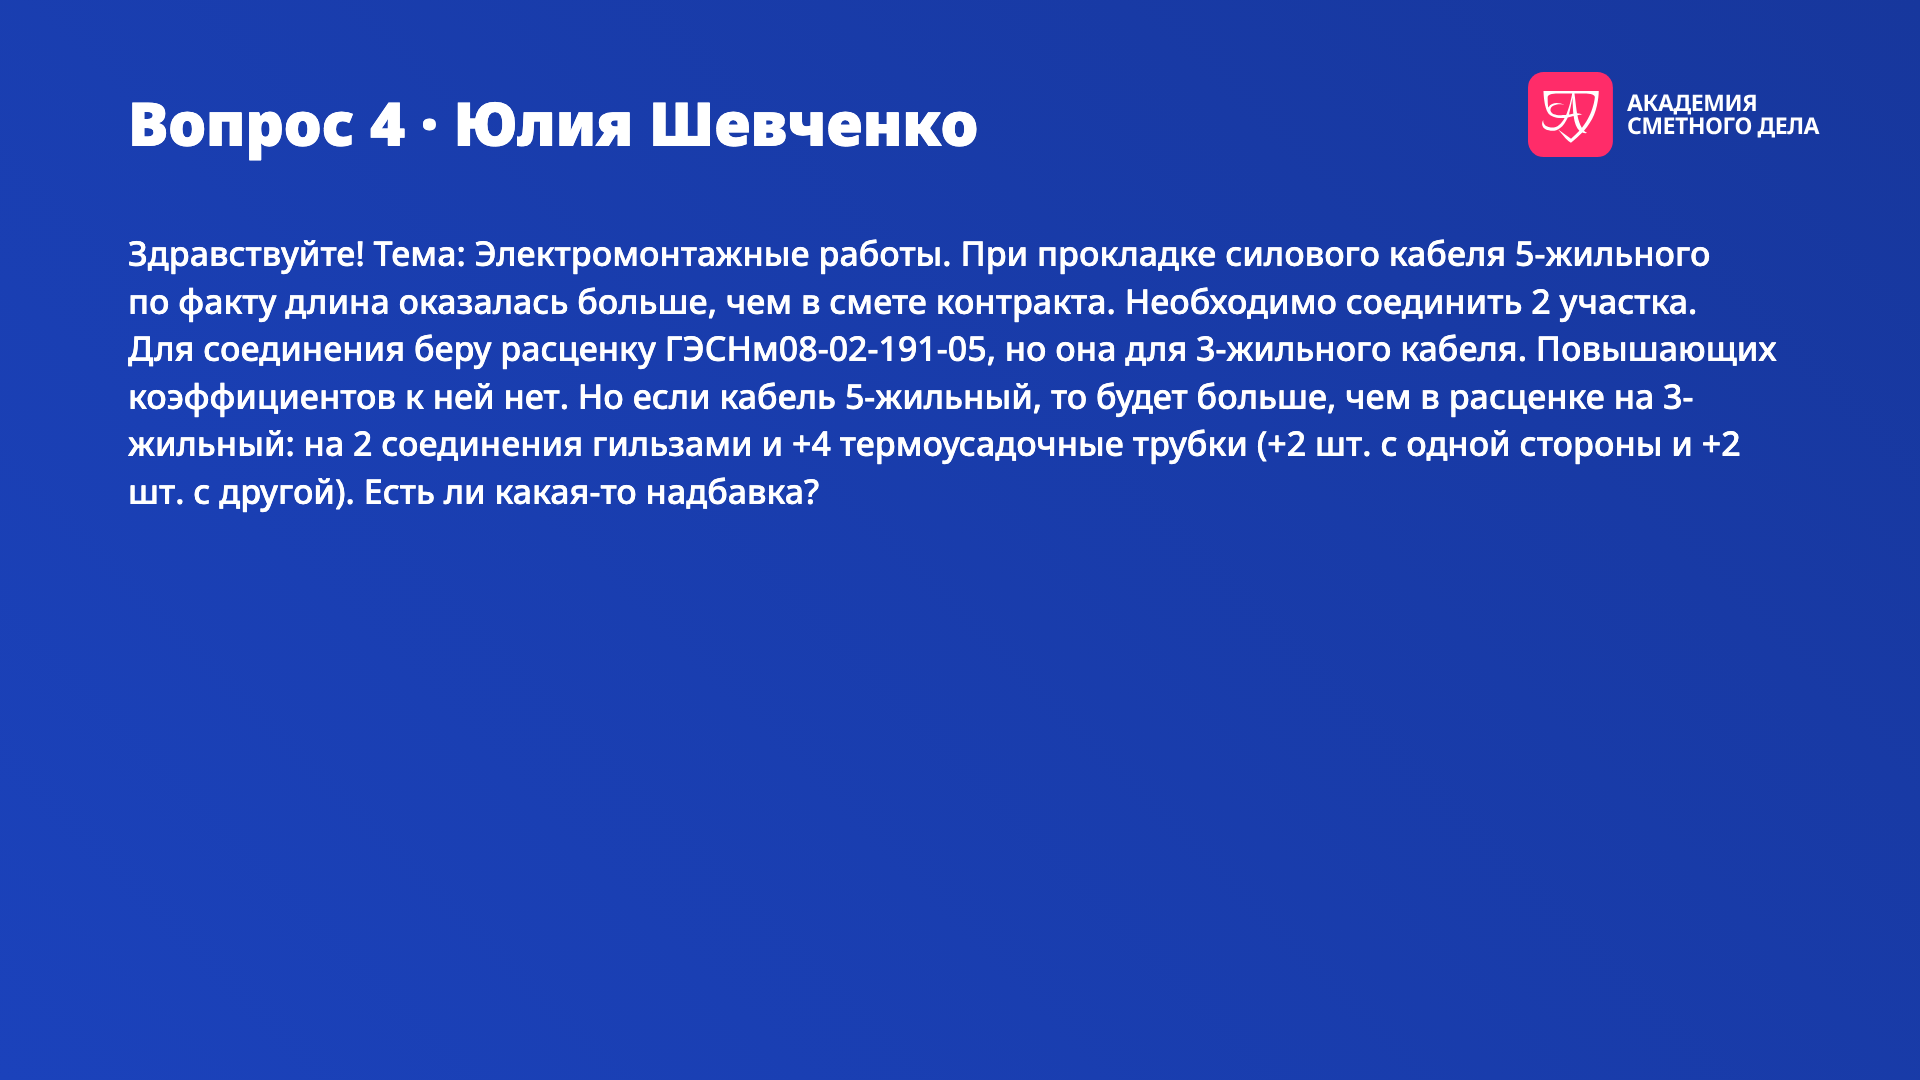 Вопрос 4 · Юлия Шевченко
АКАДЕМИЯ
СМЕТНОГО ДЕЛА
Здравствуйте! Тема: Электромонтажные работы. При прокладке силового кабеля 5-жильного
по факту длина оказалась больше, чем в смете контракта. Необходимо соединить 2 участка.
Для соединения беру расценку ГЭСНм08-02-191-05, но она для 3-жильного кабеля. Повышающих
коэффициентов к ней нет. Но если кабель 5-жильный, то будет больше, чем в расценке на 3-
жильный: на 2 соединения гильзами и +4 термоусадочные трубки (+2 шт. с одной стороны и +2
шт. с другой). Есть ли какая-то надбавка?